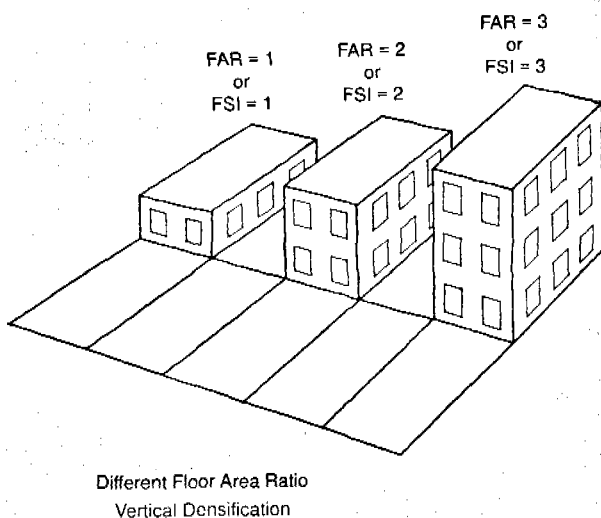 FAR = 1
or
FSI = 1
FAR = 2
or
FSI = 2
FAR = 3
or
FSI = 3
Different Floor Area Ratio
Vertical Densification